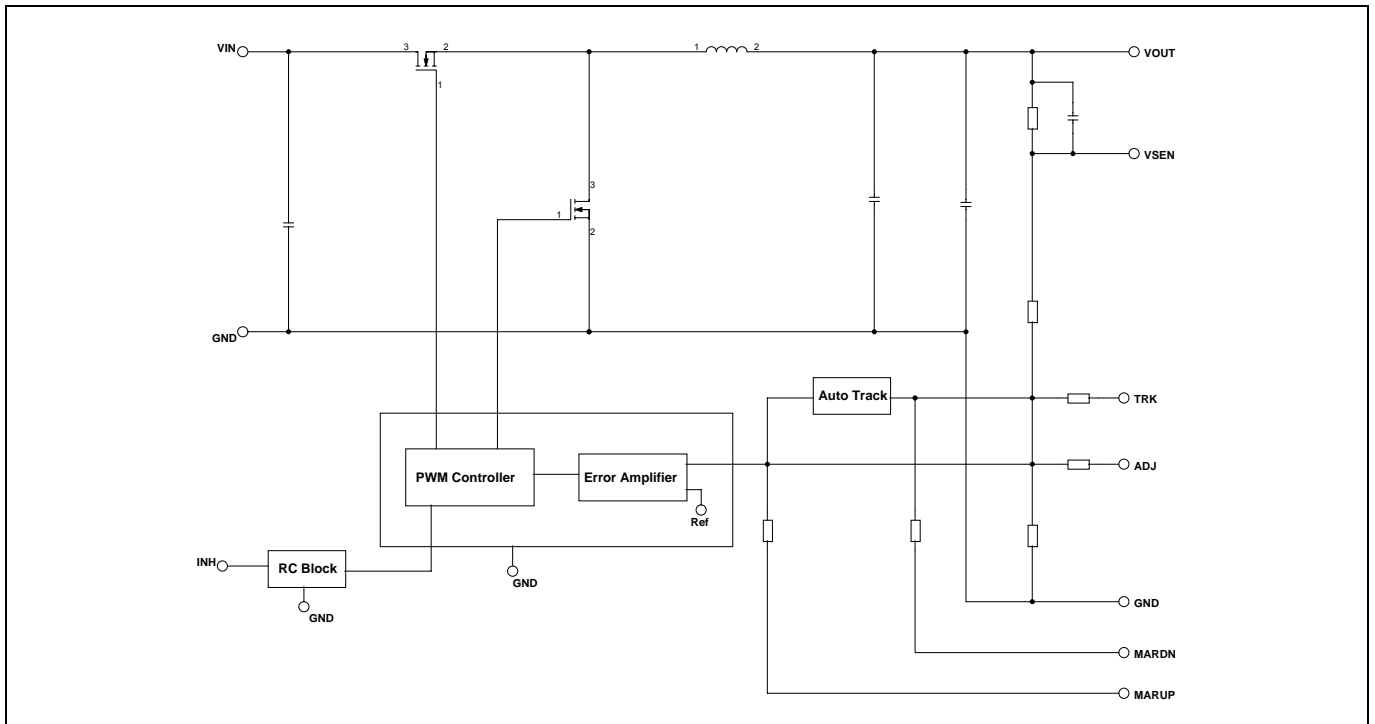 VIN
3
2
1
2
VOUT
1
VSEN
3
1
2
GND
Auto Track
TRK
PWM Controller
Error Amplifier
ADJ
Ref
INH
RC Block
GND
GND
GND
MARDN
MARUP